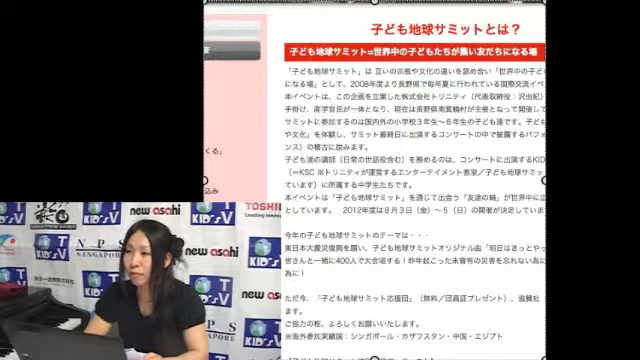 子ども地球サミットとは？
子ども地球サミット＝世界中の子どもたちが集い友だちになる場
「子ども地球サミット」は 互いの宗教や文化の違いを認め合い「世界中の子ど
になる場」として、2008年度より長野県で毎年夏に行われている国際交流イベ
本イベントは、この企画を立案した株式会社トリニティ（代表取締役：沢由紀）
手掛け、産学官民が一体となり、現在は長野県南箕輪村が主催となって開催して
サミットに参加するのは国内外の小学校３年生～６年生の子ども達です。子ど
や文化」を体験し、サミット最終日に出演するコンサートの中で披露するパフォ
ンス）の稽古に励みます。
子ども達の講師（日常の世話役含む）を務めるのは、コンサートに出演するKID
（＝KSC ※トリニティが運営するエンターテイメント教室／子ども地球サミッ
ています）に所属する中学生たちです。
本イベントは「子ども地球サミット」を通じて出会う「友達の輪」が世界中に広
としています。 2012年度は８月３日（金）～５（日）の開催が決定していま
今年の子ども地球サミットのテーマは・・・
東日本大震災復興を願い、子ども地球サミットオリジナル曲「明日はきっとやっ
皆さんと一緒に400人で大合唱する！昨年起こった未曾有の災害を忘れない為に
為に！
ただ今、「子ども地球サミット応援団」（無料／団員証プレゼント）、協賛社
ます。
ご協力の程、よろしくお願いいたします。
※海外参加実績国：シンガポール・カザフスタン・中国・エジプト
くる」
込み
new asahi
TOSHI
Leading Innov
KID'S TV
N P S
SINGAPORE
new asahi
KID'S TV